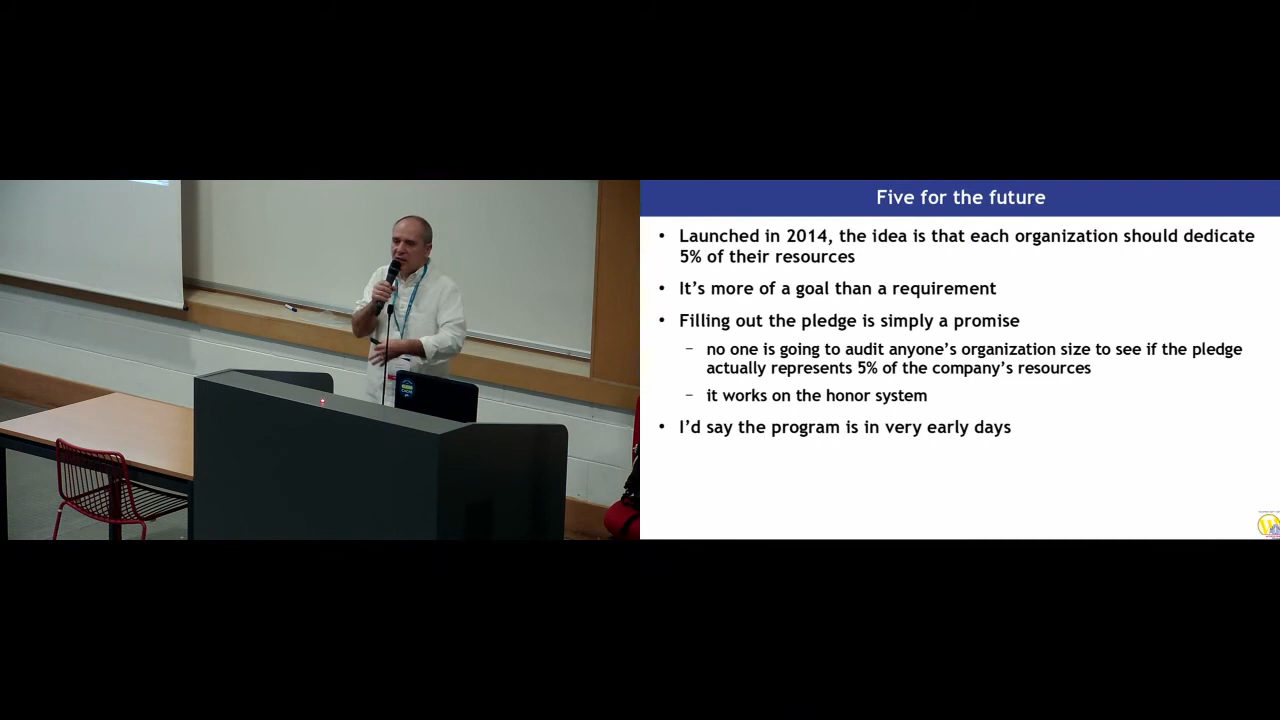 Five for the future
• Launched in 2014, the idea is that each organization should dedicate
5% of their resources
• It’s more of a goal than a requirement
• Filling out the pledge is simply a promise
– no one is going to audit anyone’s organization size to see if the pledge
actually represents 5% of the company’s resources
– it works on the honor system
• I’d say the program is in very early days